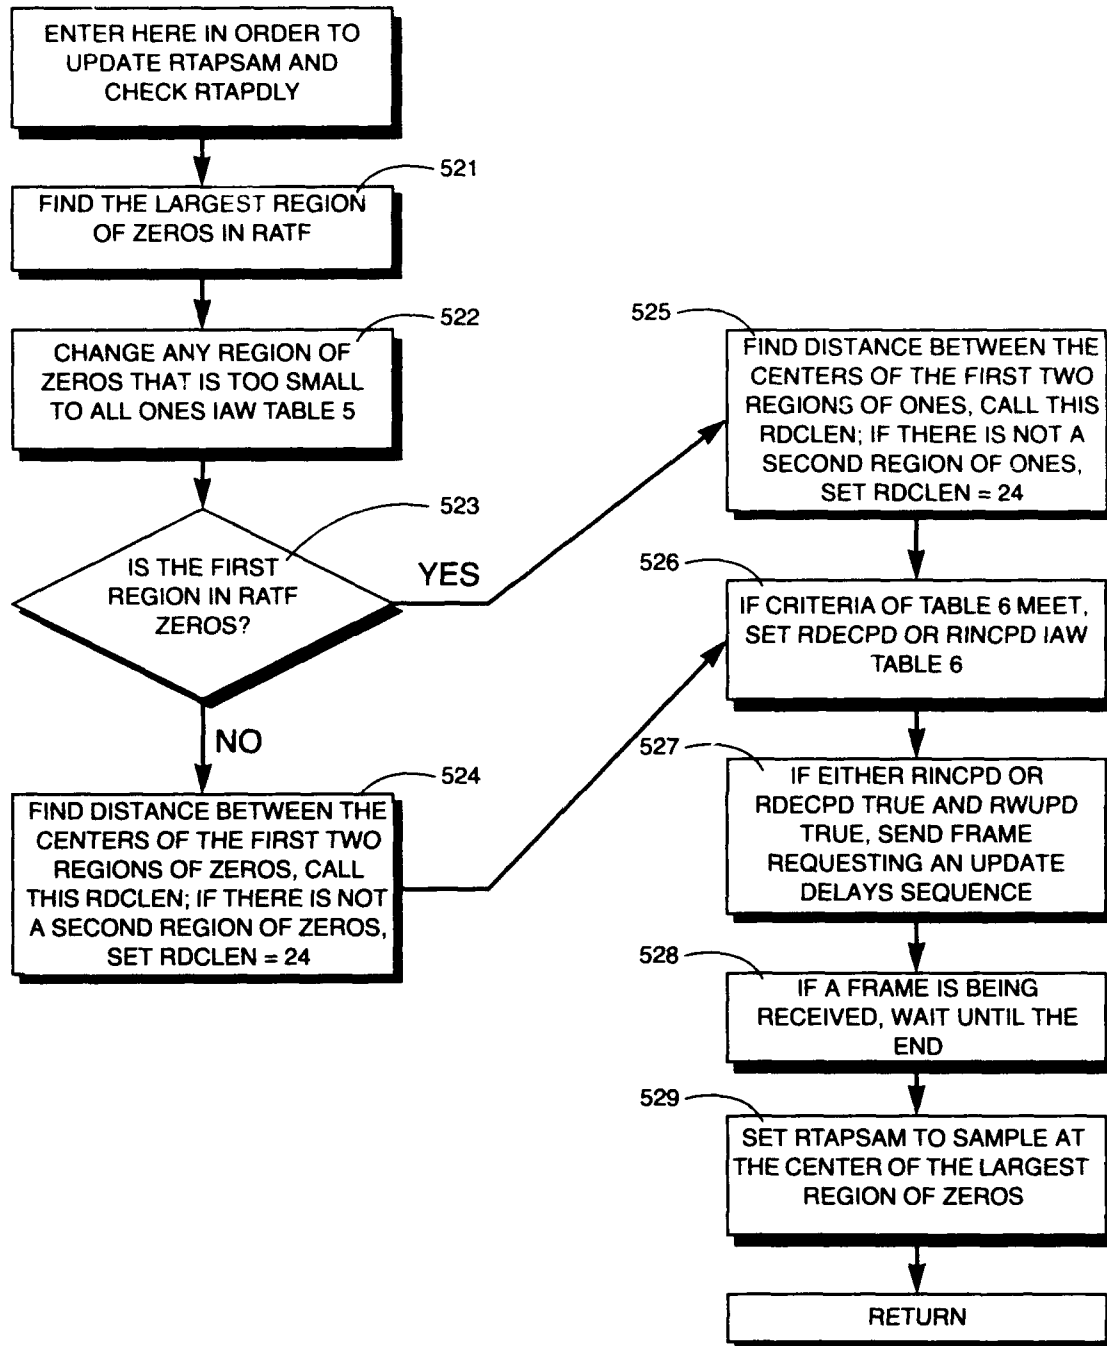 ENTER HERE IN ORDER TO
UPDATE RTAPSAM AND
CHECK RTAPDLY
521
FIND THE LARGEST REGION
OF ZEROS IN RATF
522
CHANGE ANY REGION OF
ZEROS THAT IS TOO SMALL
TO ALL ONES IAW TABLE 5
523
IS THE FIRST
REGION IN RATF
ZEROS?
YES
NO
524
FIND DISTANCE BETWEEN THE
CENTERS OF THE FIRST TWO
REGIONS OF ZEROS, CALL
THIS RDCLEN; IF THERE IS NOT
A SECOND REGION OF ZEROS,
SET RDCLEN = 24
525
FIND DISTANCE BETWEEN THE
CENTERS OF THE FIRST TWO
REGIONS OF ONES, CALL THIS
RDCLEN; IF THERE IS NOT A
SECOND REGION OF ONES,
SET RDCLEN = 24
526
IF CRITERIA OF TABLE 6 MEET,
SET RDECPD OR RINCPD IAW
TABLE 6
527
IF EITHER RINCPD OR
RDECPD TRUE AND RWUPD
TRUE, SEND FRAME
REQUESTING AN UPDATE
DELAYS SEQUENCE
528
IF A FRAME IS BEING
RECEIVED, WAIT UNTIL THE
END
529
SET RTAPSAM TO SAMPLE AT
THE CENTER OF THE LARGEST
REGION OF ZEROS
RETURN